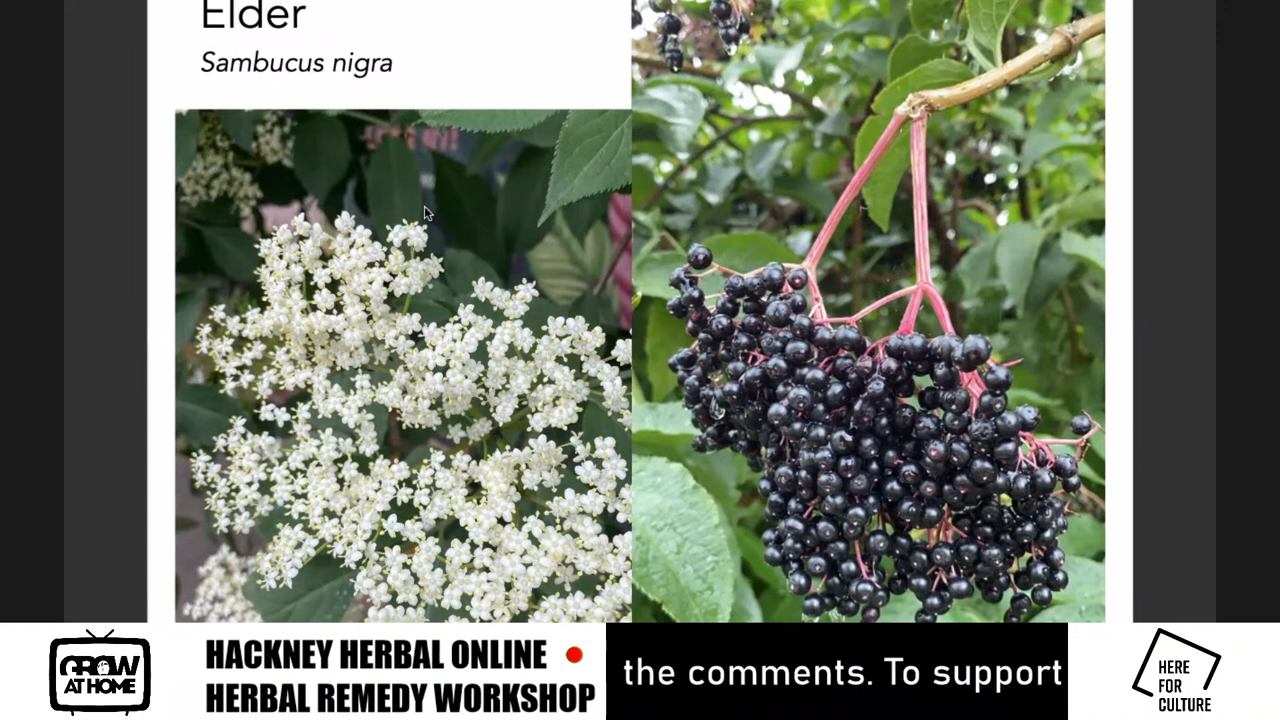 Elder
Sambucus nigra
GROW
AT HOME
HACKNEY HERBAL ONLINE
HERBAL REMEDY WORKSHOP
the comments. To support
HERE
FOR
CULTURE